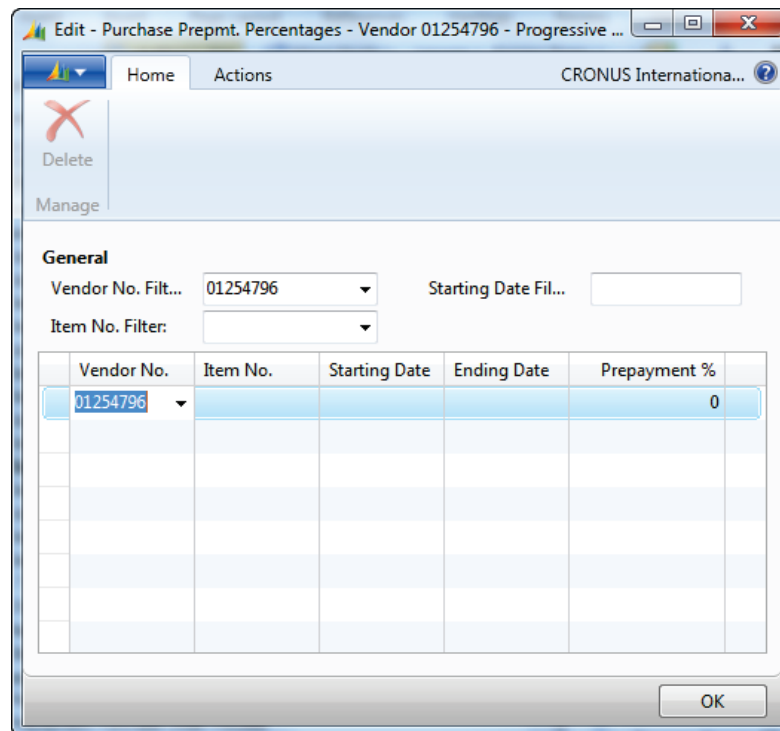 Edit - Purchase Prepmt. Percentages - Vendor 01254796 - Progressive ...
Home Actions CRONUS Internationa... ?
Delete
Manage
General
Vendor No. Filt... 01254796 Starting Date Fil...
Item No. Filter:
Vendor No. Item No. Starting Date Ending Date Prepayment %
01254796 0
OK